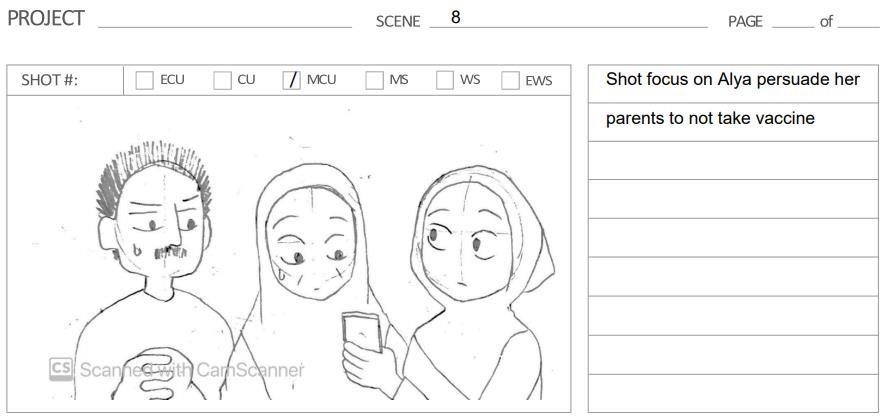 PROJECT SCENE 8 PAGE of
SHOT #: ECU CU / MCU MS WS EWS
Shot focus on Alya persuade her
parents to not take vaccine
CS Scanned with CamScanner